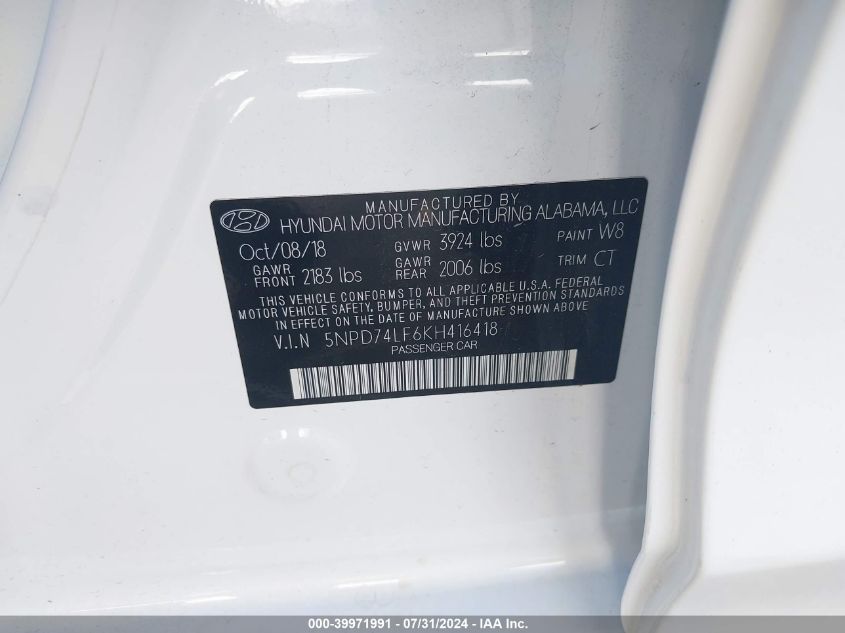 MANUFACTURED BY
HYUNDAI MOTOR MANUFACTURING ALABAMA, LLC
Oct/08/18 GVWR 3924 lbs PAINT W8
GAWR FRONT 2183 lbs GAWR REAR 2006 lbs TRIM CT
THIS VEHICLE CONFORMS TO ALL APPLICABLE U.S.A. FEDERAL
MOTOR VEHICLE SAFETY, BUMPER, AND THEFT PREVENTION STANDARDS
IN EFFECT ON THE DATE OF MANUFACTURE SHOWN ABOVE.
V.I.N 5NPD74LF6KH416418
PASSENGER CAR
000-39971991 - 07/31/2024 - IAA Inc.